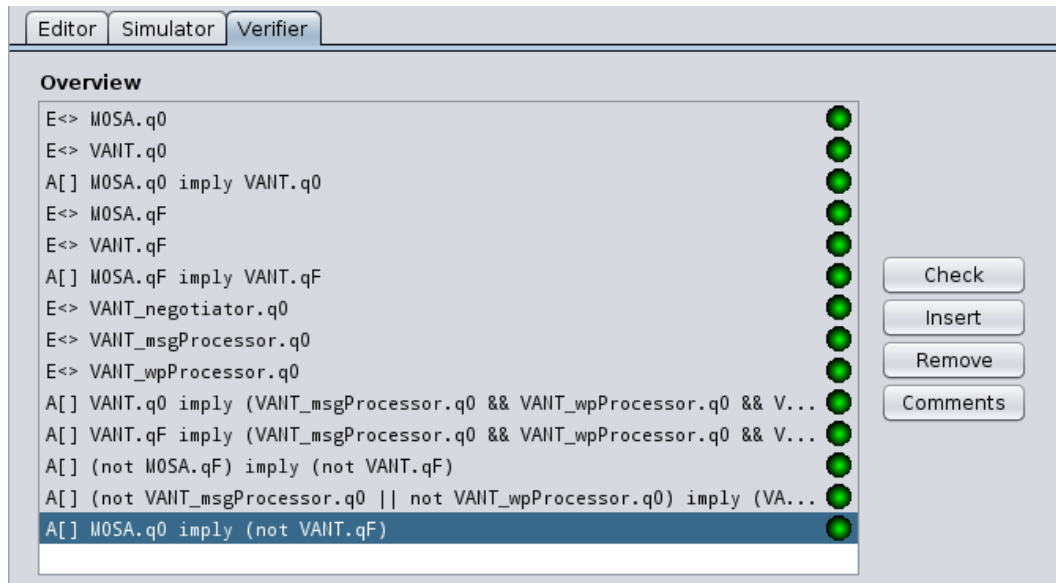 Editor Simulator Verifier
Overview
E<> MOSA.q0
E<> VANT.q0
A[] MOSA.q0 imply VANT.q0
E<> MOSA.qF
E<> VANT.qF
A[] MOSA.qF imply VANT.qF
E<> VANT_negotiator.q0
E<> VANT_msgProcessor.q0
E<> VANT_wpProcessor.q0
A[] VANT.q0 imply (VANT_msgProcessor.q0 && VANT_wpProcessor.q0 && V...
A[] VANT.qF imply (VANT_msgProcessor.q0 && VANT_wpProcessor.q0 && V...
A[] (not MOSA.qF) imply (not VANT.qF)
A[] (not VANT_msgProcessor.q0 || not VANT_wpProcessor.q0) imply (VA...
A[] MOSA.q0 imply (not VANT.qF)
Check
Insert
Remove
Comments